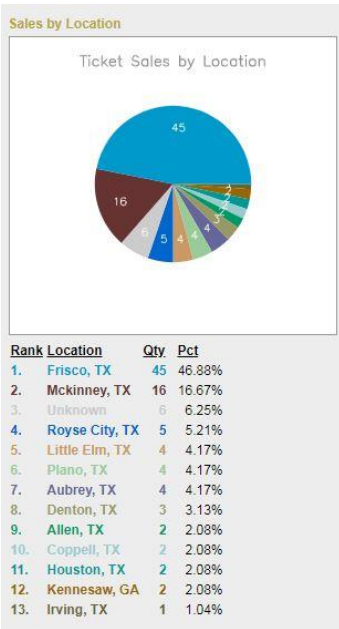 Sales by Location
Ticket Sales by Location
45
16
6
5
4
4
4
3
2
2
2
2
Rank Location Qty Pct
1. Frisco, TX 45 46.88%
2. Mckinney, TX 16 16.67%
3. Unknown 6 6.25%
4. Royse City, TX 5 5.21%
5. Little Elm, TX 4 4.17%
6. Plano, TX 4 4.17%
7. Aubrey, TX 4 4.17%
8. Denton, TX 3 3.13%
9. Allen, TX 2 2.08%
10. Coppell, TX 2 2.08%
11. Houston, TX 2 2.08%
12. Kennesaw, GA 2 2.08%
13. Irving, TX 1 1.04%